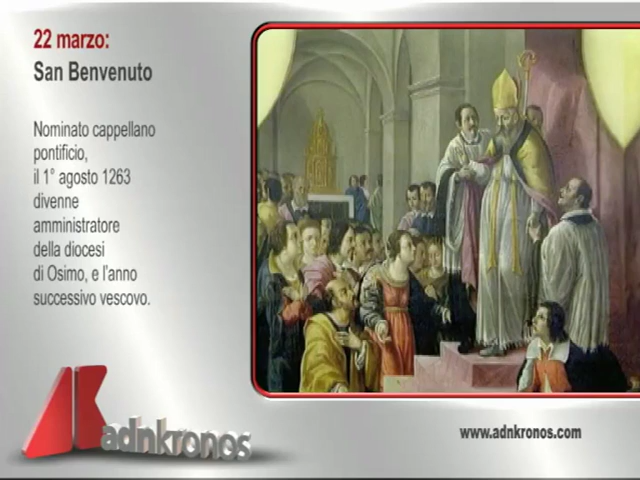 22 marzo:
San Benvenuto
Nominato cappellano
pontificio,
il 1° agosto 1263
divenne
amministratore
della diocesi
di Osimo, e l'anno
successivo vescovo.
adnkronos
www.adnkronos.com